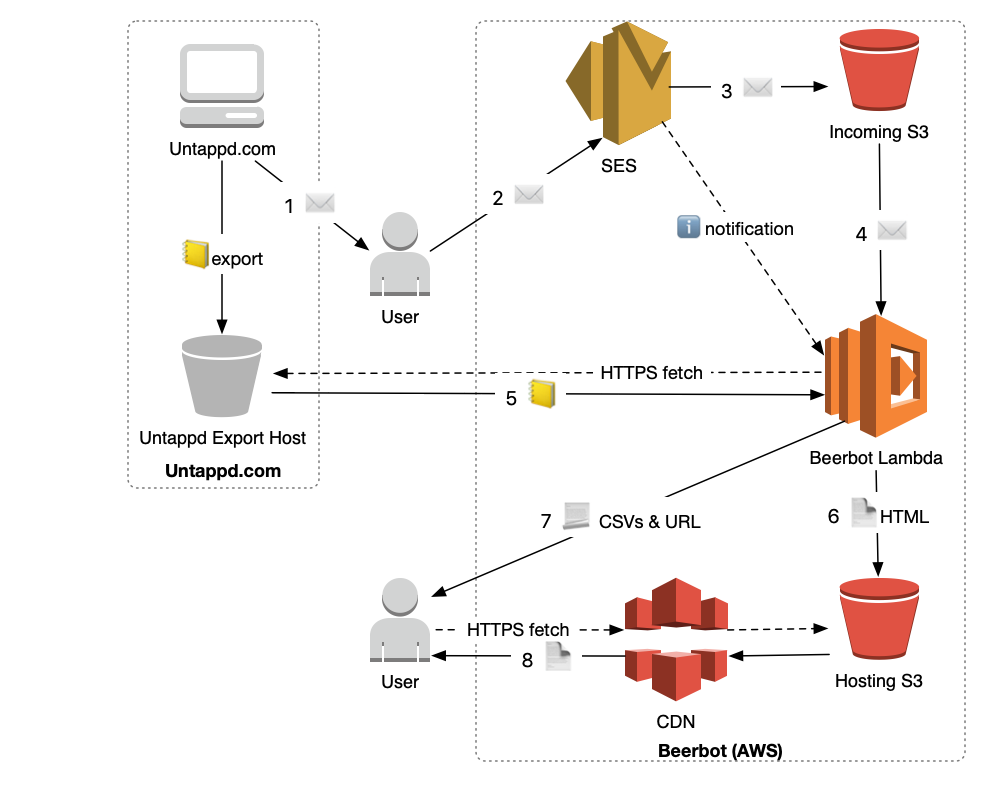 Untappd.com
1
export
User
Untappd Export Host
Untappd.com
2
SES
3
Incoming S3
notification
4
HTTPS fetch
5
Beerbot Lambda
7 CSVs & URL
6 HTML
User
HTTPS fetch
8
CDN
Hosting S3
Beerbot (AWS)